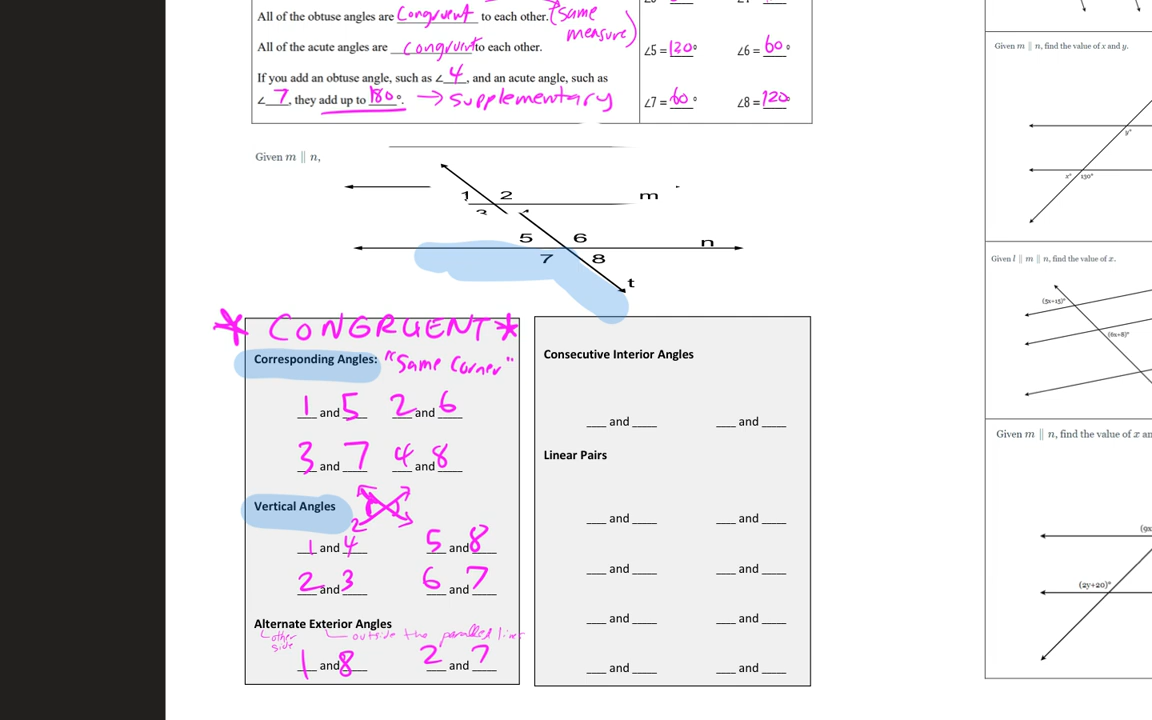 All of the obtuse angles are Congruent to each other. (same measure)
All of the acute angles are congruent to each other.
If you add an obtuse angle, such as ∠ 4, and an acute angle, such as
∠ 7, they add up to 180°. → supplementary
∠5 = 120° ∠6 = 60°
∠7 = 60° ∠8 = 120°
Given m || n,
1 2 m
5 6 n
7 8
t
* CONGRUENT *
Corresponding Angles: "Same Corner"
1 and 5 2 and 6
3 and 7 4 and 8
Vertical Angles
1 and 4 5 and 8
2 and 3 6 and 7
Alternate Exterior Angles
other side outside the parallel lines
1 and 8 2 and 7
Consecutive Interior Angles
___ and ___ ___ and ___
Linear Pairs
___ and ___ ___ and ___
___ and ___ ___ and ___
___ and ___ ___ and ___
___ and ___ ___ and ___
Given m || n, find the value of x and y.
y°
x° 130°
Given l || m || n, find the value of x.
(5x+15)°
(6x+8)°
Given m || n, find the value of x an
(9x
(2y+20)°